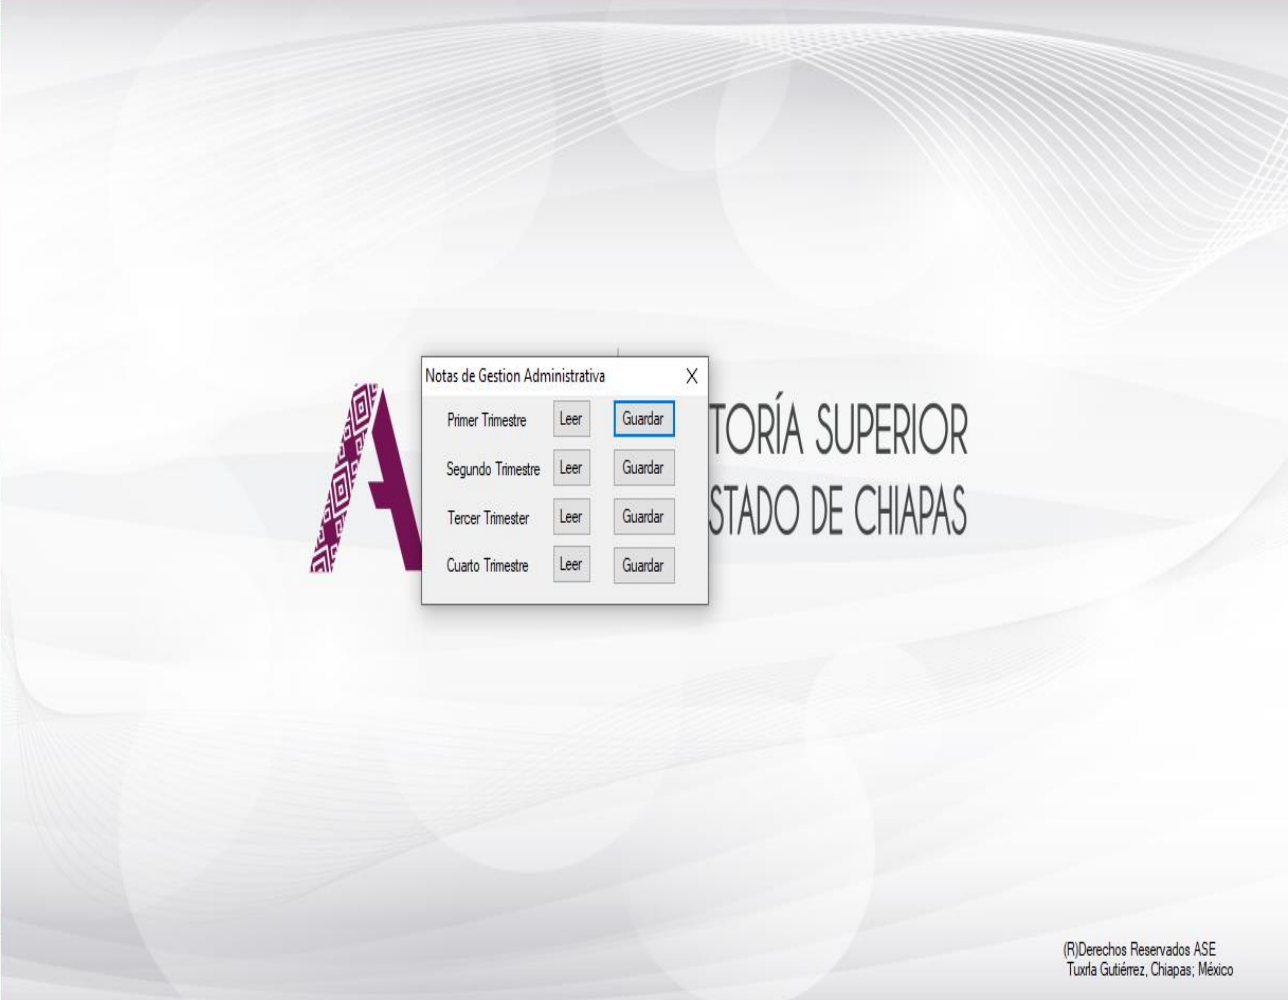 Notas de Gestion Administrativa X
Primer Trimestre Leer Guardar
Segundo Trimestre Leer Guardar
Tercer Trimester Leer Guardar
Cuarto Trimestre Leer Guardar
A
TORÍA SUPERIOR
STADO DE CHIAPAS
(R)Derechos Reservados ASE
Tuxrla Gutiérrez, Chiapas; México